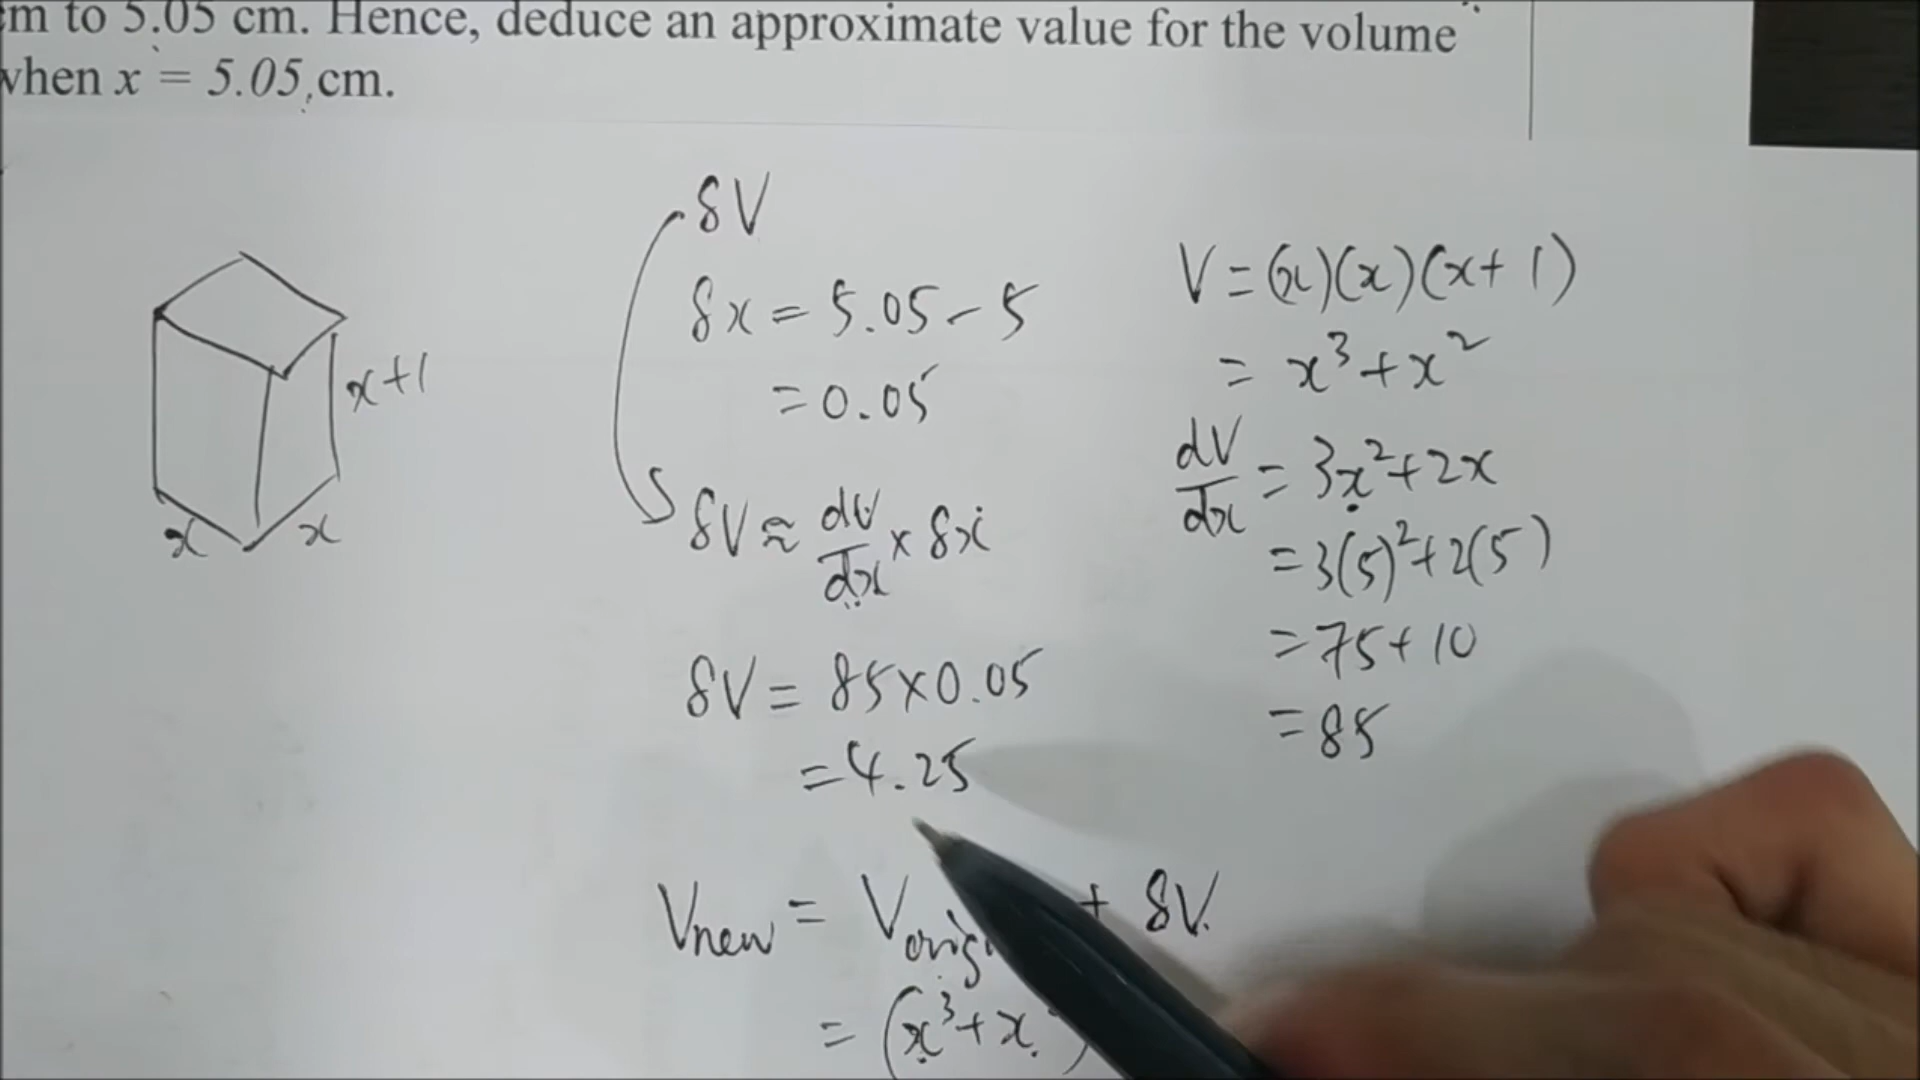 m to 5.05 cm. Hence, deduce an approximate value for the volume
when x = 5.05 cm.
x+1
x
x
δV
δx = 5.05 - 5
= 0.05
δV ≈ dV/dx × δx
δV = 85 × 0.05
= 4.25
V = (x)(x)(x+1)
= x³ + x²
dV/dx = 3x² + 2x
= 3(5)² + 2(5)
= 75 + 10
= 85
Vnew = Vorig + δV
= (x³ + x